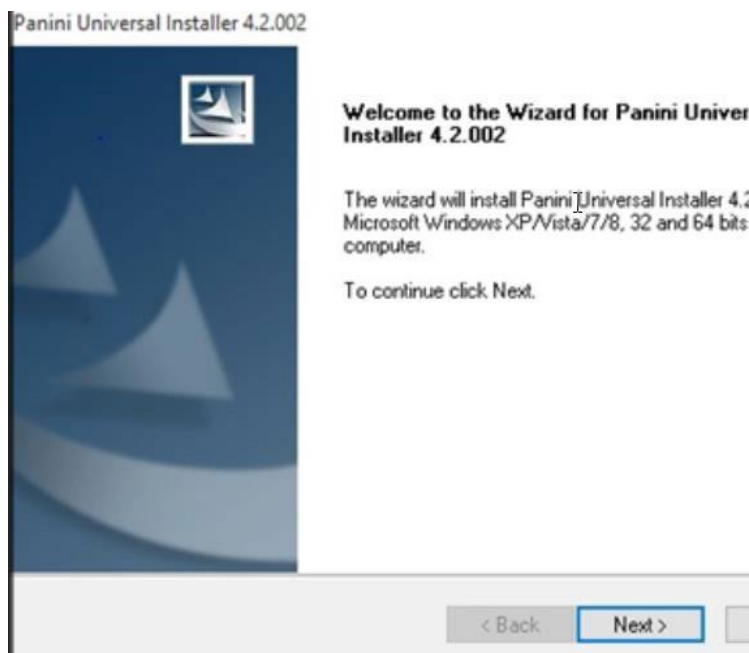 Panini Universal Installer 4.2.002
Welcome to the Wizard for Panini Univer
Installer 4.2.002
The wizard will install Panini Universal Installer 4.2
Microsoft Windows XP/Vista/7/8, 32 and 64 bits
computer.
To continue click Next.
< Back
Next >